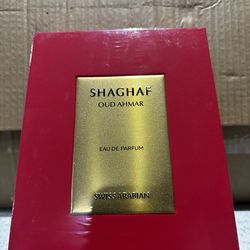 SHAGHAF
OUD AHMAR
EAU DE PARFUM
SWISS ARABIAN